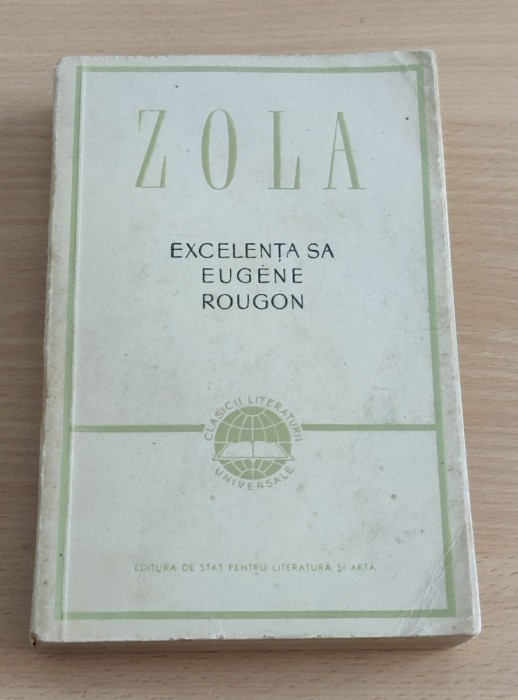 ZOLA
EXCELENȚA SA
EUGÈNE
ROUGON
CLASICII LITERATURII
UNIVERSALE
EDITURA DE STAT PENTRU LITERATURĂ ȘI ARTĂ